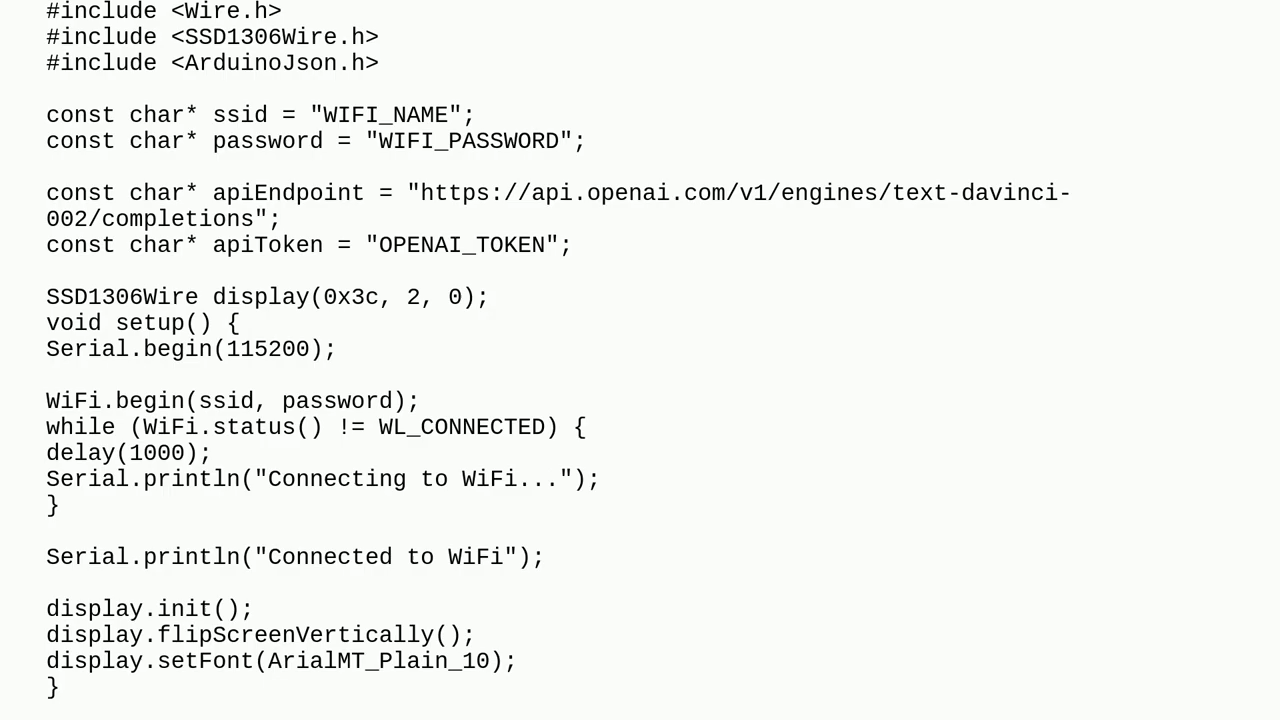 #include <Wire.h>
#include <SSD1306Wire.h>
#include <ArduinoJson.h>

const char* ssid = "WIFI_NAME";
const char* password = "WIFI_PASSWORD";

const char* apiEndpoint = "https://api.openai.com/v1/engines/text-davinci-
002/completions";
const char* apiToken = "OPENAI_TOKEN";

SSD1306Wire display(0x3c, 2, 0);
void setup() {
Serial.begin(115200);

WiFi.begin(ssid, password);
while (WiFi.status() != WL_CONNECTED) {
delay(1000);
Serial.println("Connecting to WiFi...");
}

Serial.println("Connected to WiFi");

display.init();
display.flipScreenVertically();
display.setFont(ArialMT_Plain_10);
}